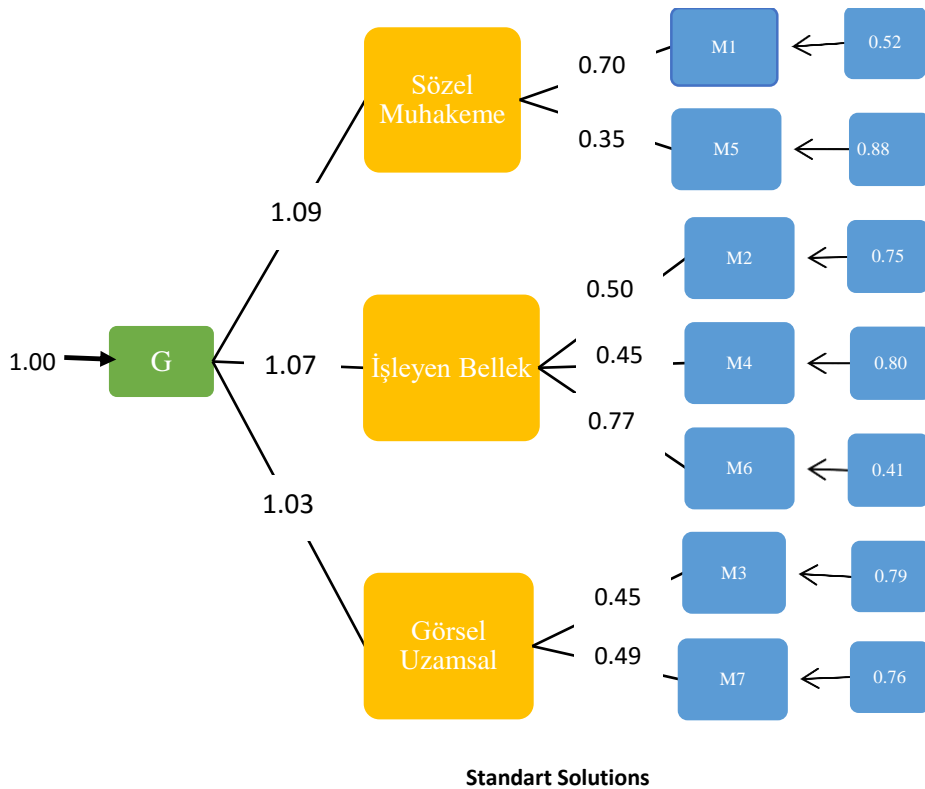 M1
0.52
0.70
Sözel
Muhakeme
0.35
M5
0.88
1.09
M2
0.75
0.50
1.00
G
1.07
İşleyen Bellek
0.45
M4
0.80
0.77
M6
0.41
1.03
M3
0.79
0.45
Görsel
Uzamsal
0.49
M7
0.76
Standart Solutions